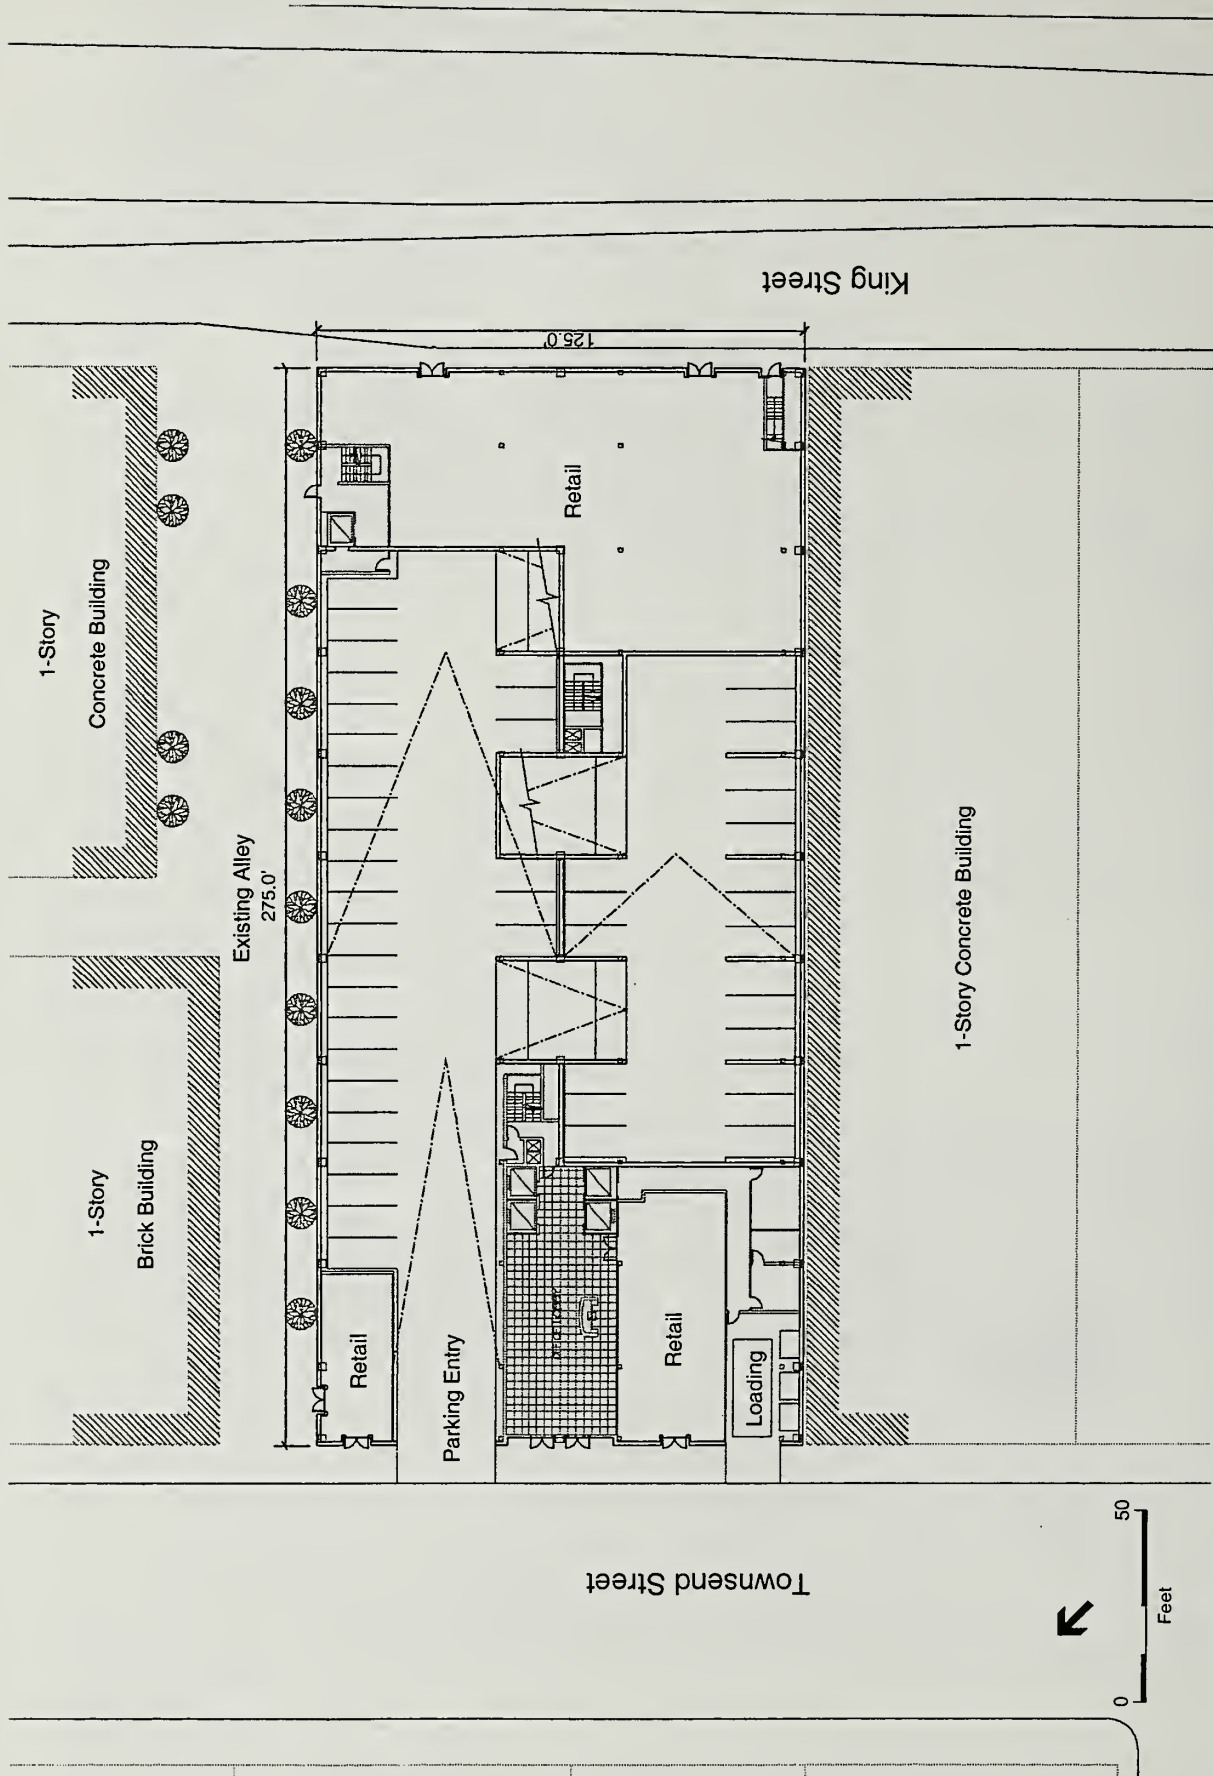 1-Story
Brick Building
1-Story
Concrete Building
Existing Alley
275.0'
Retail
Parking Entry
Retail
Retail
Loading
125.0'
King Street
Townsend Street
1-Story Concrete Building
0
50
Feet